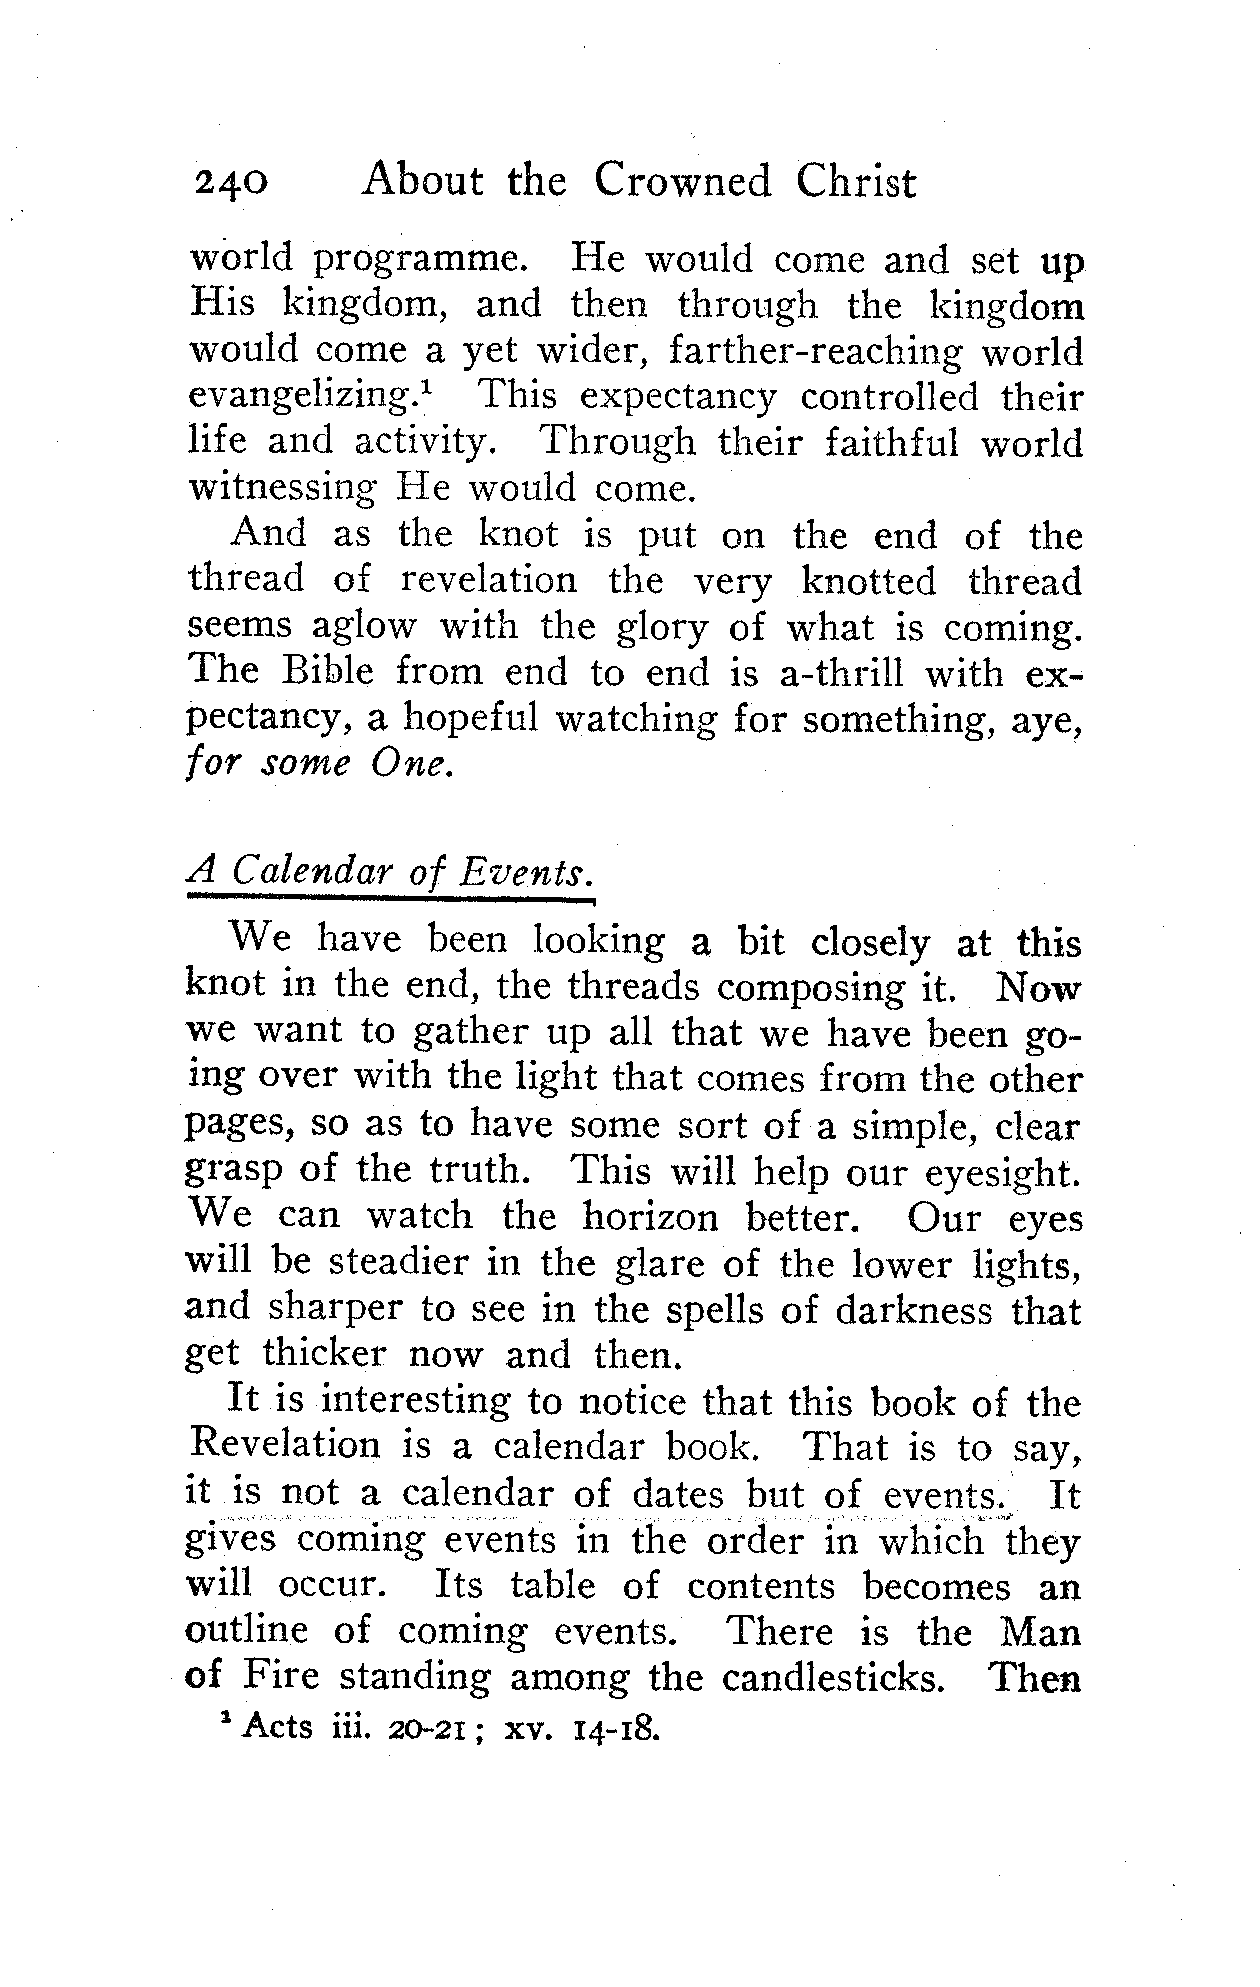 240 About the Crowned Christ
world programme. He would come and set up
His kingdom, and then through the kingdom
would come a yet wider, farther-reaching world
evangelizing.¹ This expectancy controlled their
life and activity. Through their faithful world
witnessing He would come.
And as the knot is put on the end of the
thread of revelation the very knotted thread
seems aglow with the glory of what is coming.
The Bible from end to end is a-thrill with ex-
pectancy, a hopeful watching for something, aye,
for some One.
A Calendar of Events.
We have been looking a bit closely at this
knot in the end, the threads composing it. Now
we want to gather up all that we have been go-
ing over with the light that comes from the other
pages, so as to have some sort of a simple, clear
grasp of the truth. This will help our eyesight.
We can watch the horizon better. Our eyes
will be steadier in the glare of the lower lights,
and sharper to see in the spells of darkness that
get thicker now and then.
It is interesting to notice that this book of the
Revelation is a calendar book. That is to say,
it is not a calendar of dates but of events. It
gives coming events in the order in which they
will occur. Its table of contents becomes an
outline of coming events. There is the Man
of Fire standing among the candlesticks. Then
¹ Acts iii. 20-21; xv. 14-18.